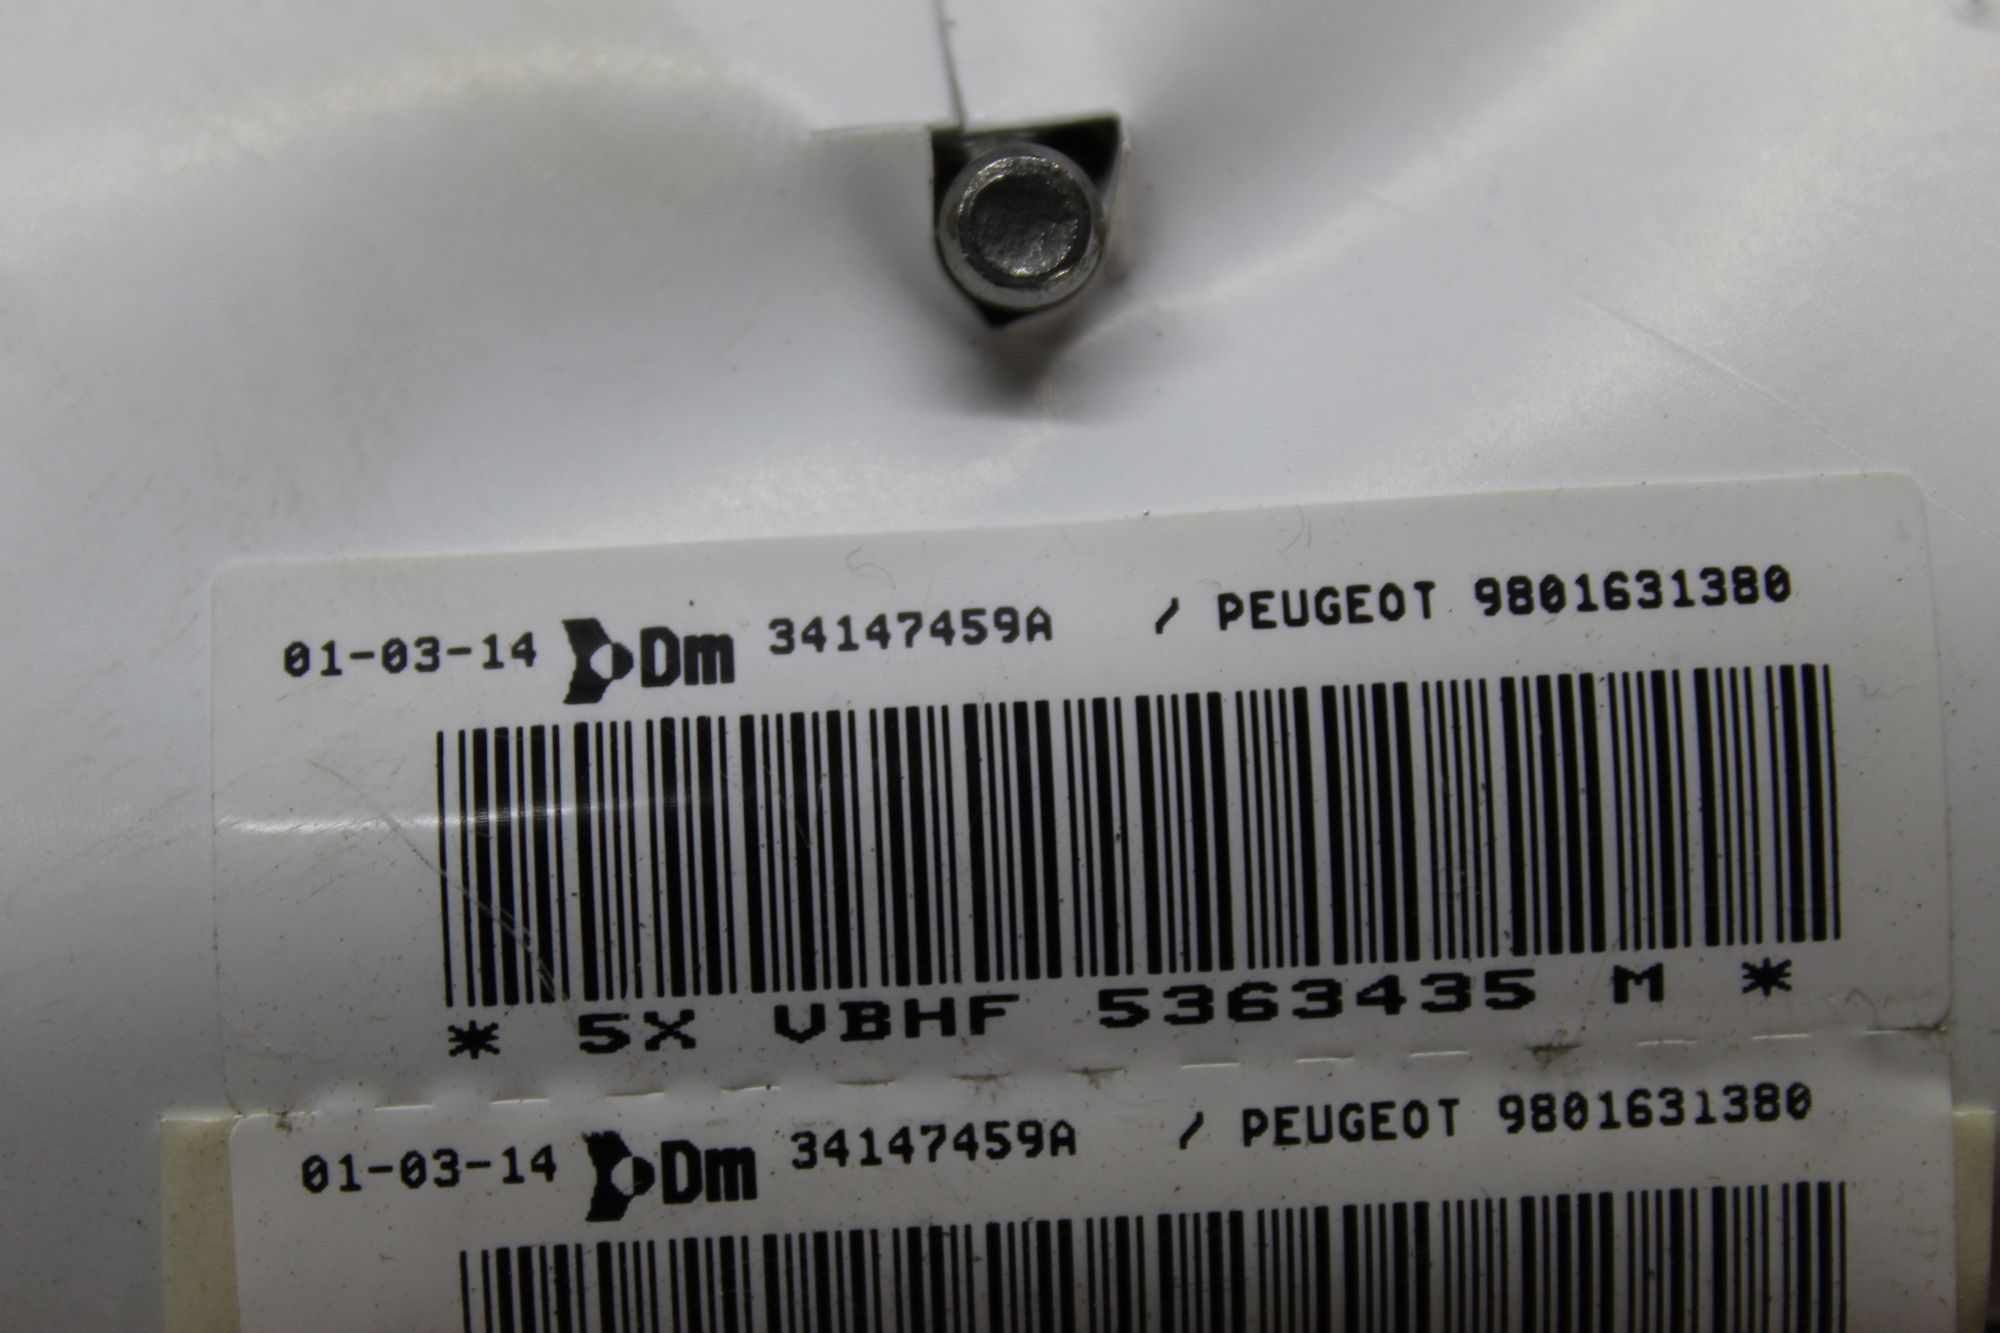 01-03-14 Dm 34147459A / PEUGEOT 9801631380
* 5X VBHF 5363435 M *
01-03-14 Dm 34147459A / PEUGEOT 9801631380